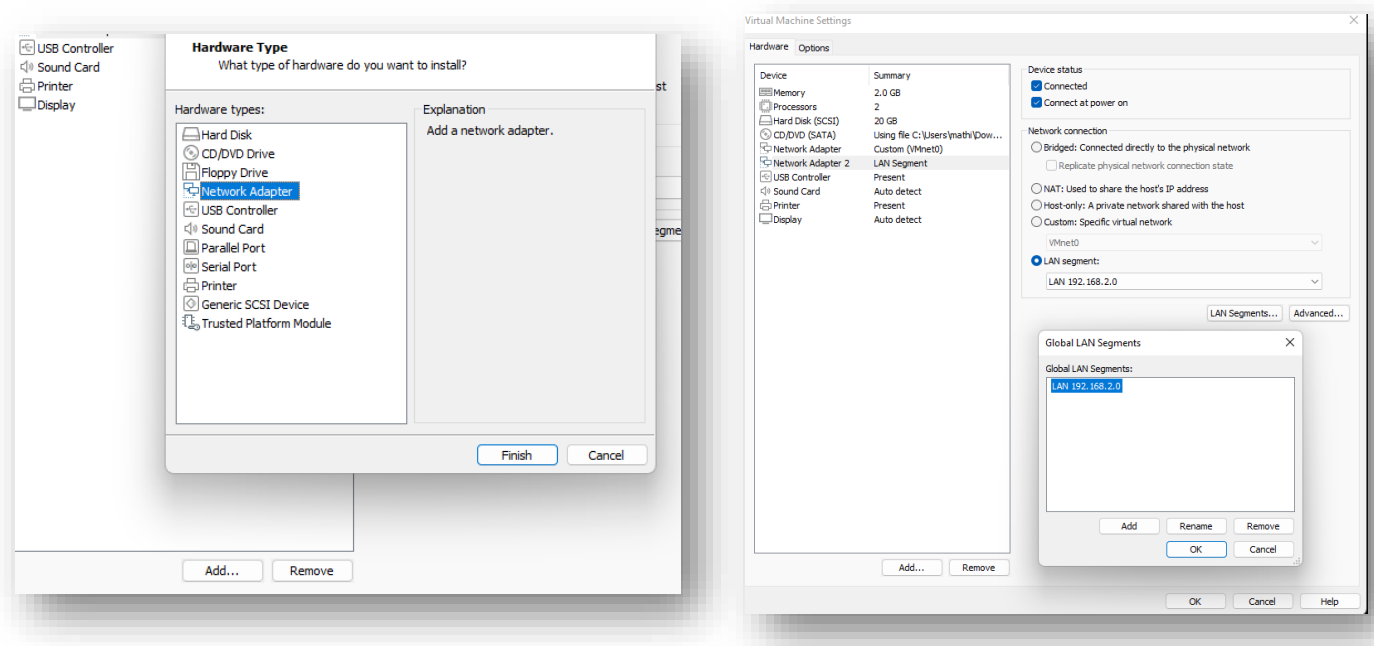 USB Controller
Sound Card
Printer
Display
Hardware Type
What type of hardware do you want to install?
st
Hardware types:
Hard Disk
CD/DVD Drive
Floppy Drive
Network Adapter
USB Controller
Sound Card
Parallel Port
Serial Port
Printer
Generic SCSI Device
Trusted Platform Module
Explanation
Add a network adapter.
egme
Finish Cancel
Add... Remove
Virtual Machine Settings
Hardware Options
Device Summary
Memory 2.0 GB
Processors 2
Hard Disk (SCSI) 20 GB
CD/DVD (SATA) Using file C:\Users\mathi\Dow...
Network Adapter Custom (VMnet0)
Network Adapter 2 LAN Segment
USB Controller Present
Sound Card Auto detect
Printer Present
Display Auto detect
Add... Remove
Device status
Connected
Connect at power on
Network connection
Bridged: Connected directly to the physical network
Replicate physical network connection state
NAT: Used to share the host's IP address
Host-only: A private network shared with the host
Custom: Specific virtual network
VMnet0
LAN segment:
LAN 192.168.2.0
LAN Segments... Advanced...
Global LAN Segments
Global LAN Segments:
LAN 192.168.2.0
Add Rename Remove
OK Cancel
OK Cancel Help